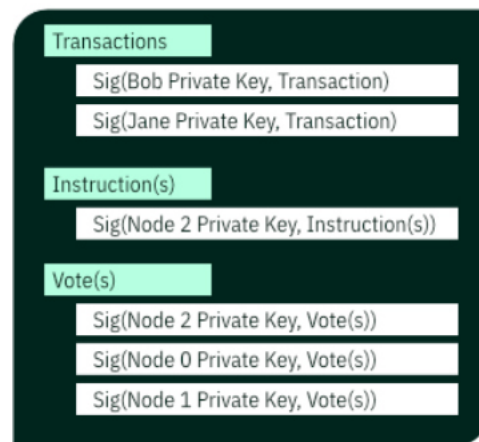 Transactions
Sig(Bob Private Key, Transaction)
Sig(Jane Private Key, Transaction)
Instruction(s)
Sig(Node 2 Private Key, Instruction(s))
Vote(s)
Sig(Node 2 Private Key, Vote(s))
Sig(Node 0 Private Key, Vote(s))
Sig(Node 1 Private Key, Vote(s))